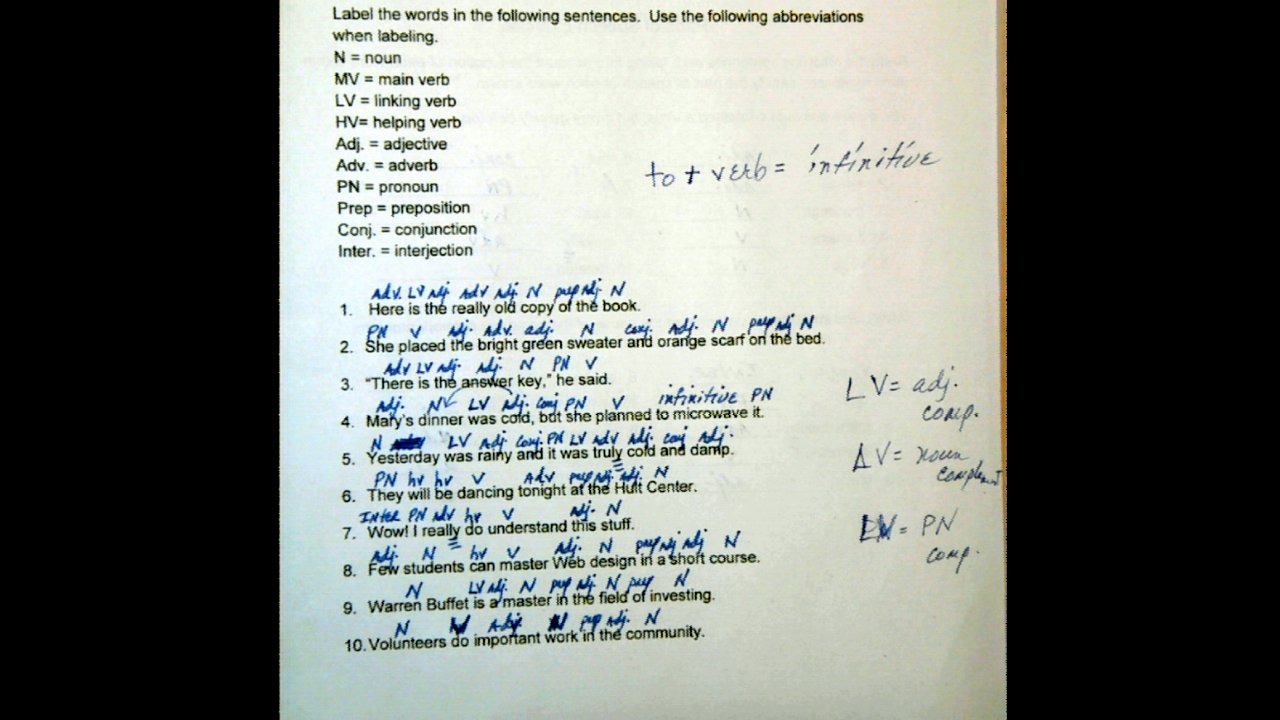 Label the words in the following sentences. Use the following abbreviations
when labeling.
N = noun
MV = main verb
LV = linking verb
HV= helping verb
Adj. = adjective
Adv. = adverb
PN = pronoun
Prep = preposition
Conj. = conjunction
Inter. = interjection
to + verb = infinitive
Adv. LV Adj. Adv Adj. N prep Adj. N
1. Here is the really old copy of the book.
PN V Adj. Adv. adj. N conj. Adj. N prep Adj N
2. She placed the bright green sweater and orange scarf on the bed.
Adv LV Adj. Adj. N PN V
3. "There is the answer key," he said.
Adj. N LV Adj. Conj PN V infinitive PN
4. Mary's dinner was cold, but she planned to microwave it.
LV = adj. comp.
N LV Adj Conj. PN LV Adv Adj. conj Adj.
5. Yesterday was rainy and it was truly cold and damp.
LV = noun complement
PN hv hv V Adv prep Adj. Adj. N
6. They will be dancing tonight at the Hult Center.
Inter PN adv hv V Adj. N
7. Wow! I really do understand this stuff.
LV = PN comp.
Adj. N hv V Adj. N prep Adj Adj N
8. Few students can master Web design in a short course.
N LV Adj. N prep Adj. N prep N
9. Warren Buffet is a master in the field of investing.
N V Adj. N prep Adj. N
10. Volunteers do important work in the community.